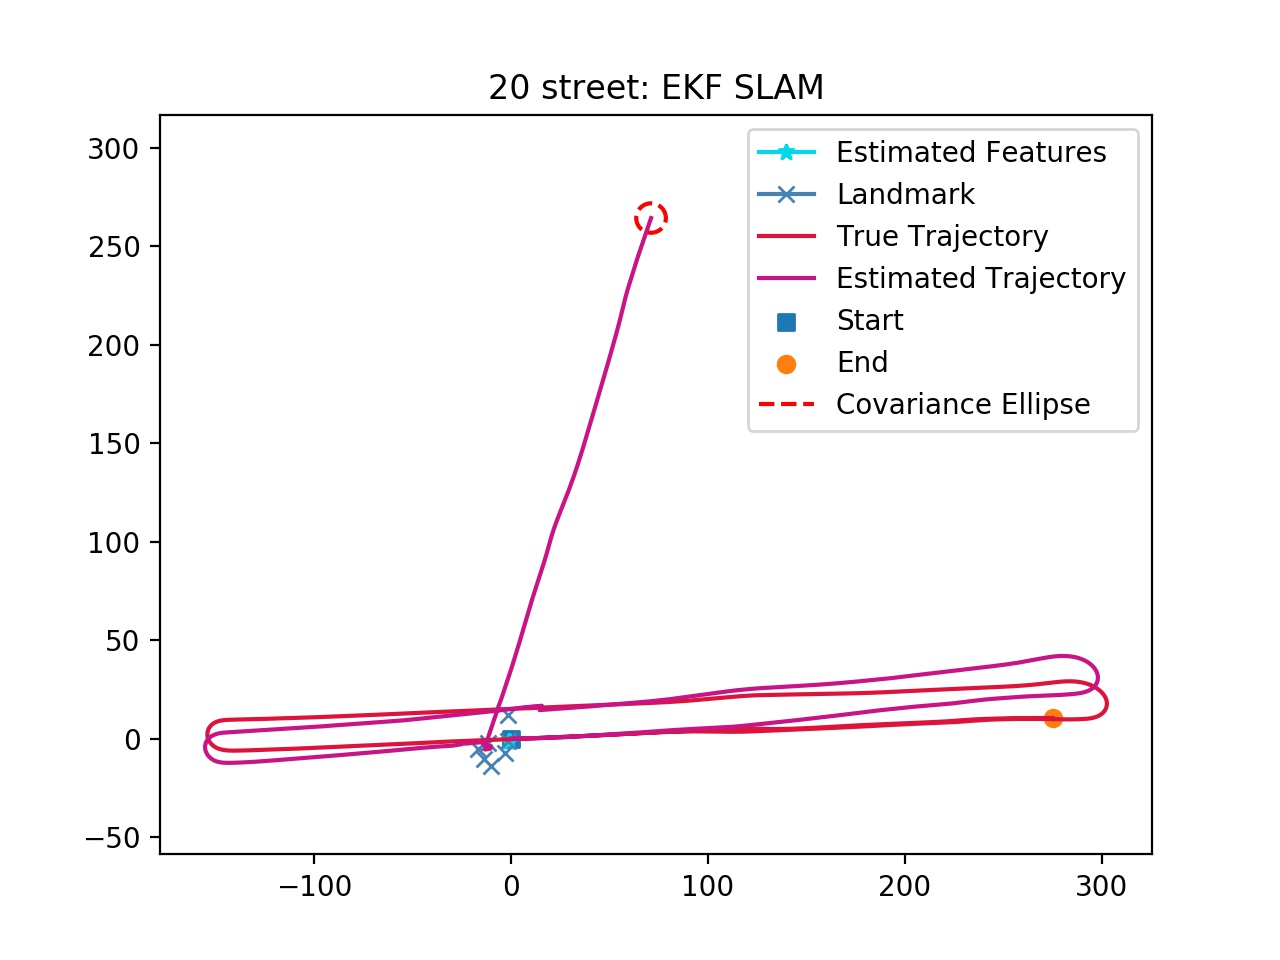 20 street: EKF SLAM
300
250
200
150
100
50
0
−50
−100
0
100
200
300
Estimated Features
Landmark
True Trajectory
Estimated Trajectory
Start
End
Covariance Ellipse